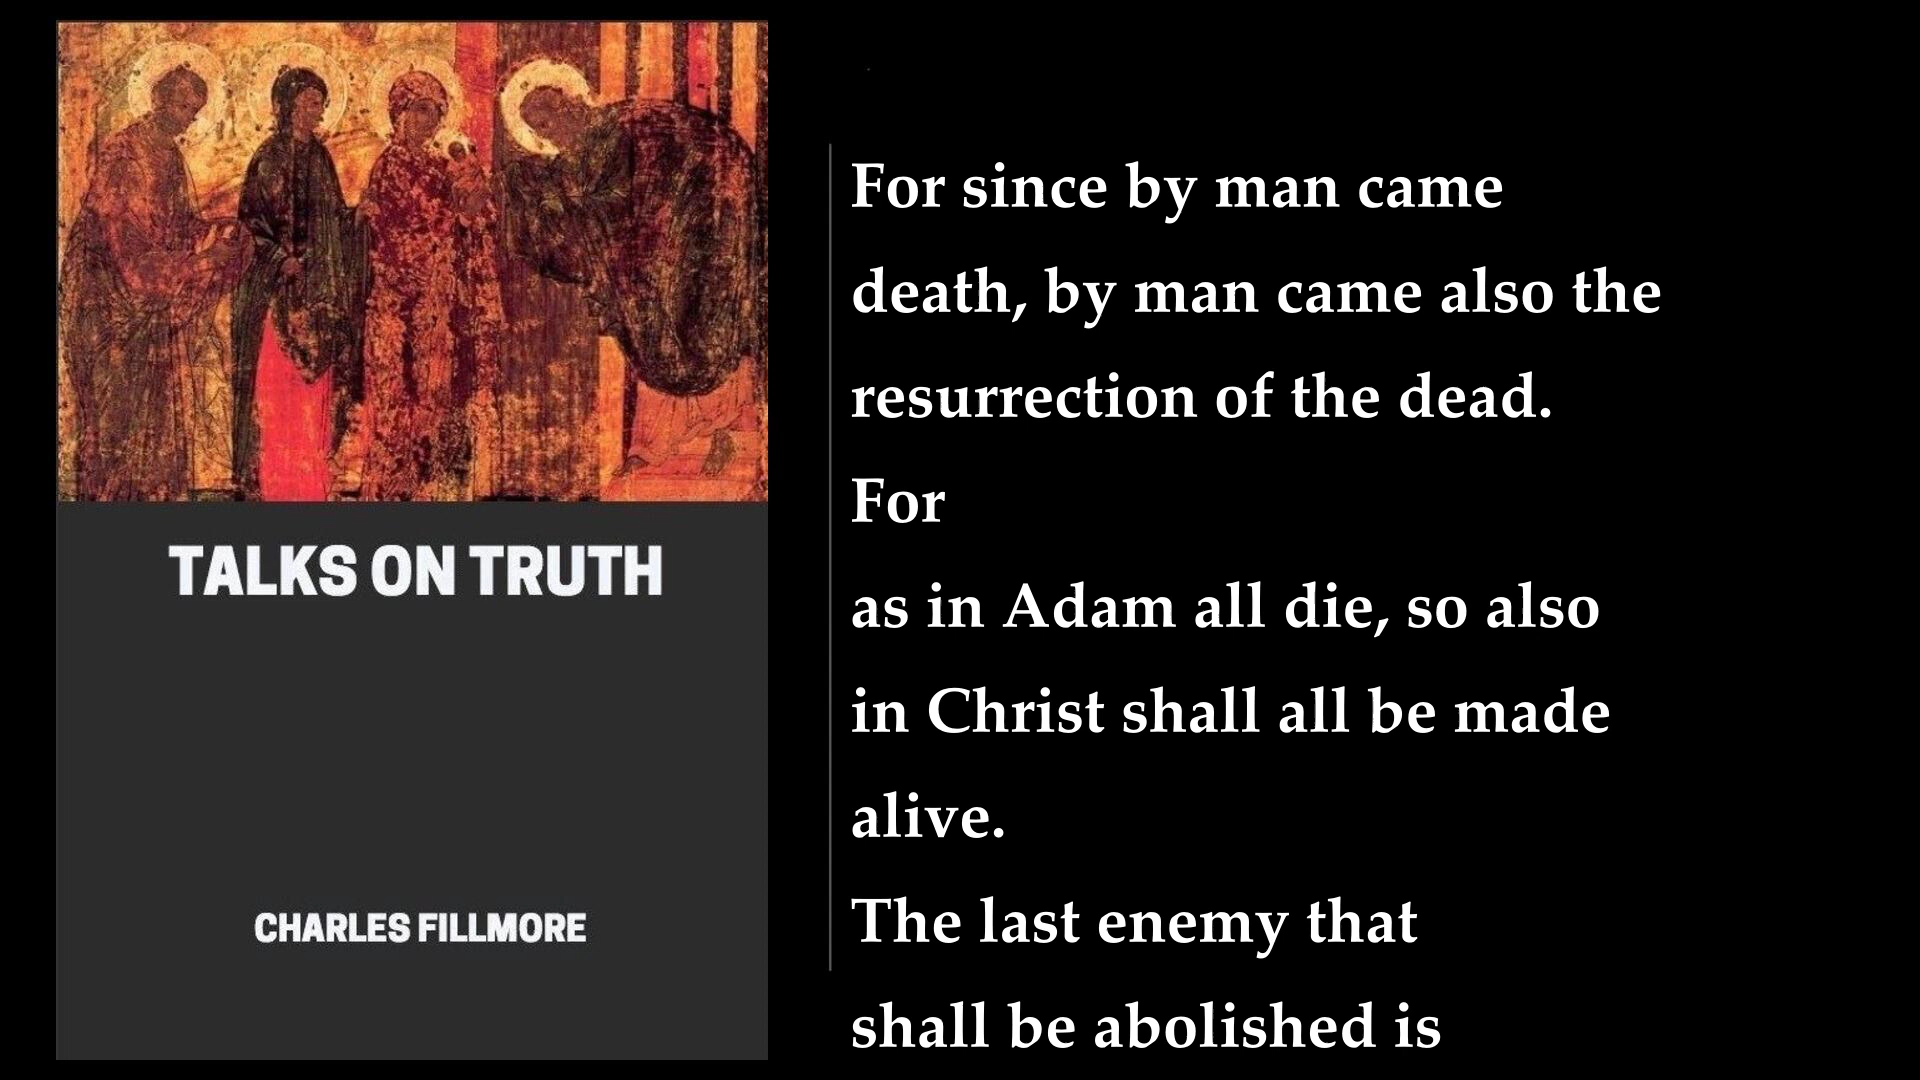 TALKS ON TRUTH
CHARLES FILLMORE
For since by man came
death, by man came also the
resurrection of the dead.
For
as in Adam all die, so also
in Christ shall all be made
alive.
The last enemy that
shall be abolished is